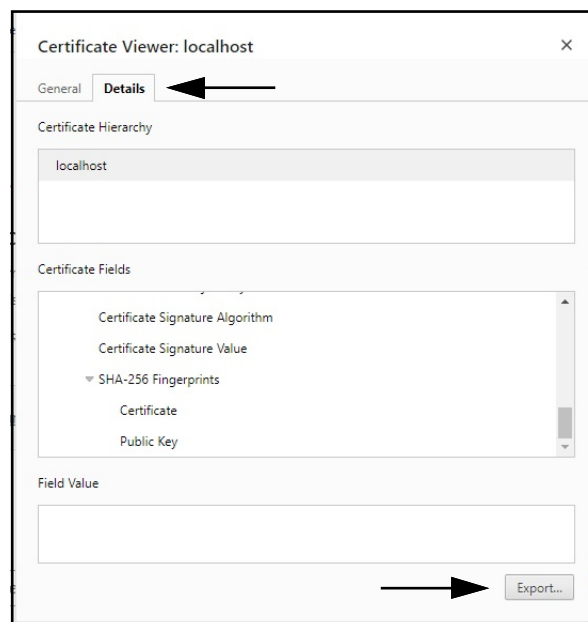 Certificate Viewer: localhost
General Details
Certificate Hierarchy
localhost
Certificate Fields
Certificate Signature Algorithm
Certificate Signature Value
SHA-256 Fingerprints
Certificate
Public Key
Field Value
Export...